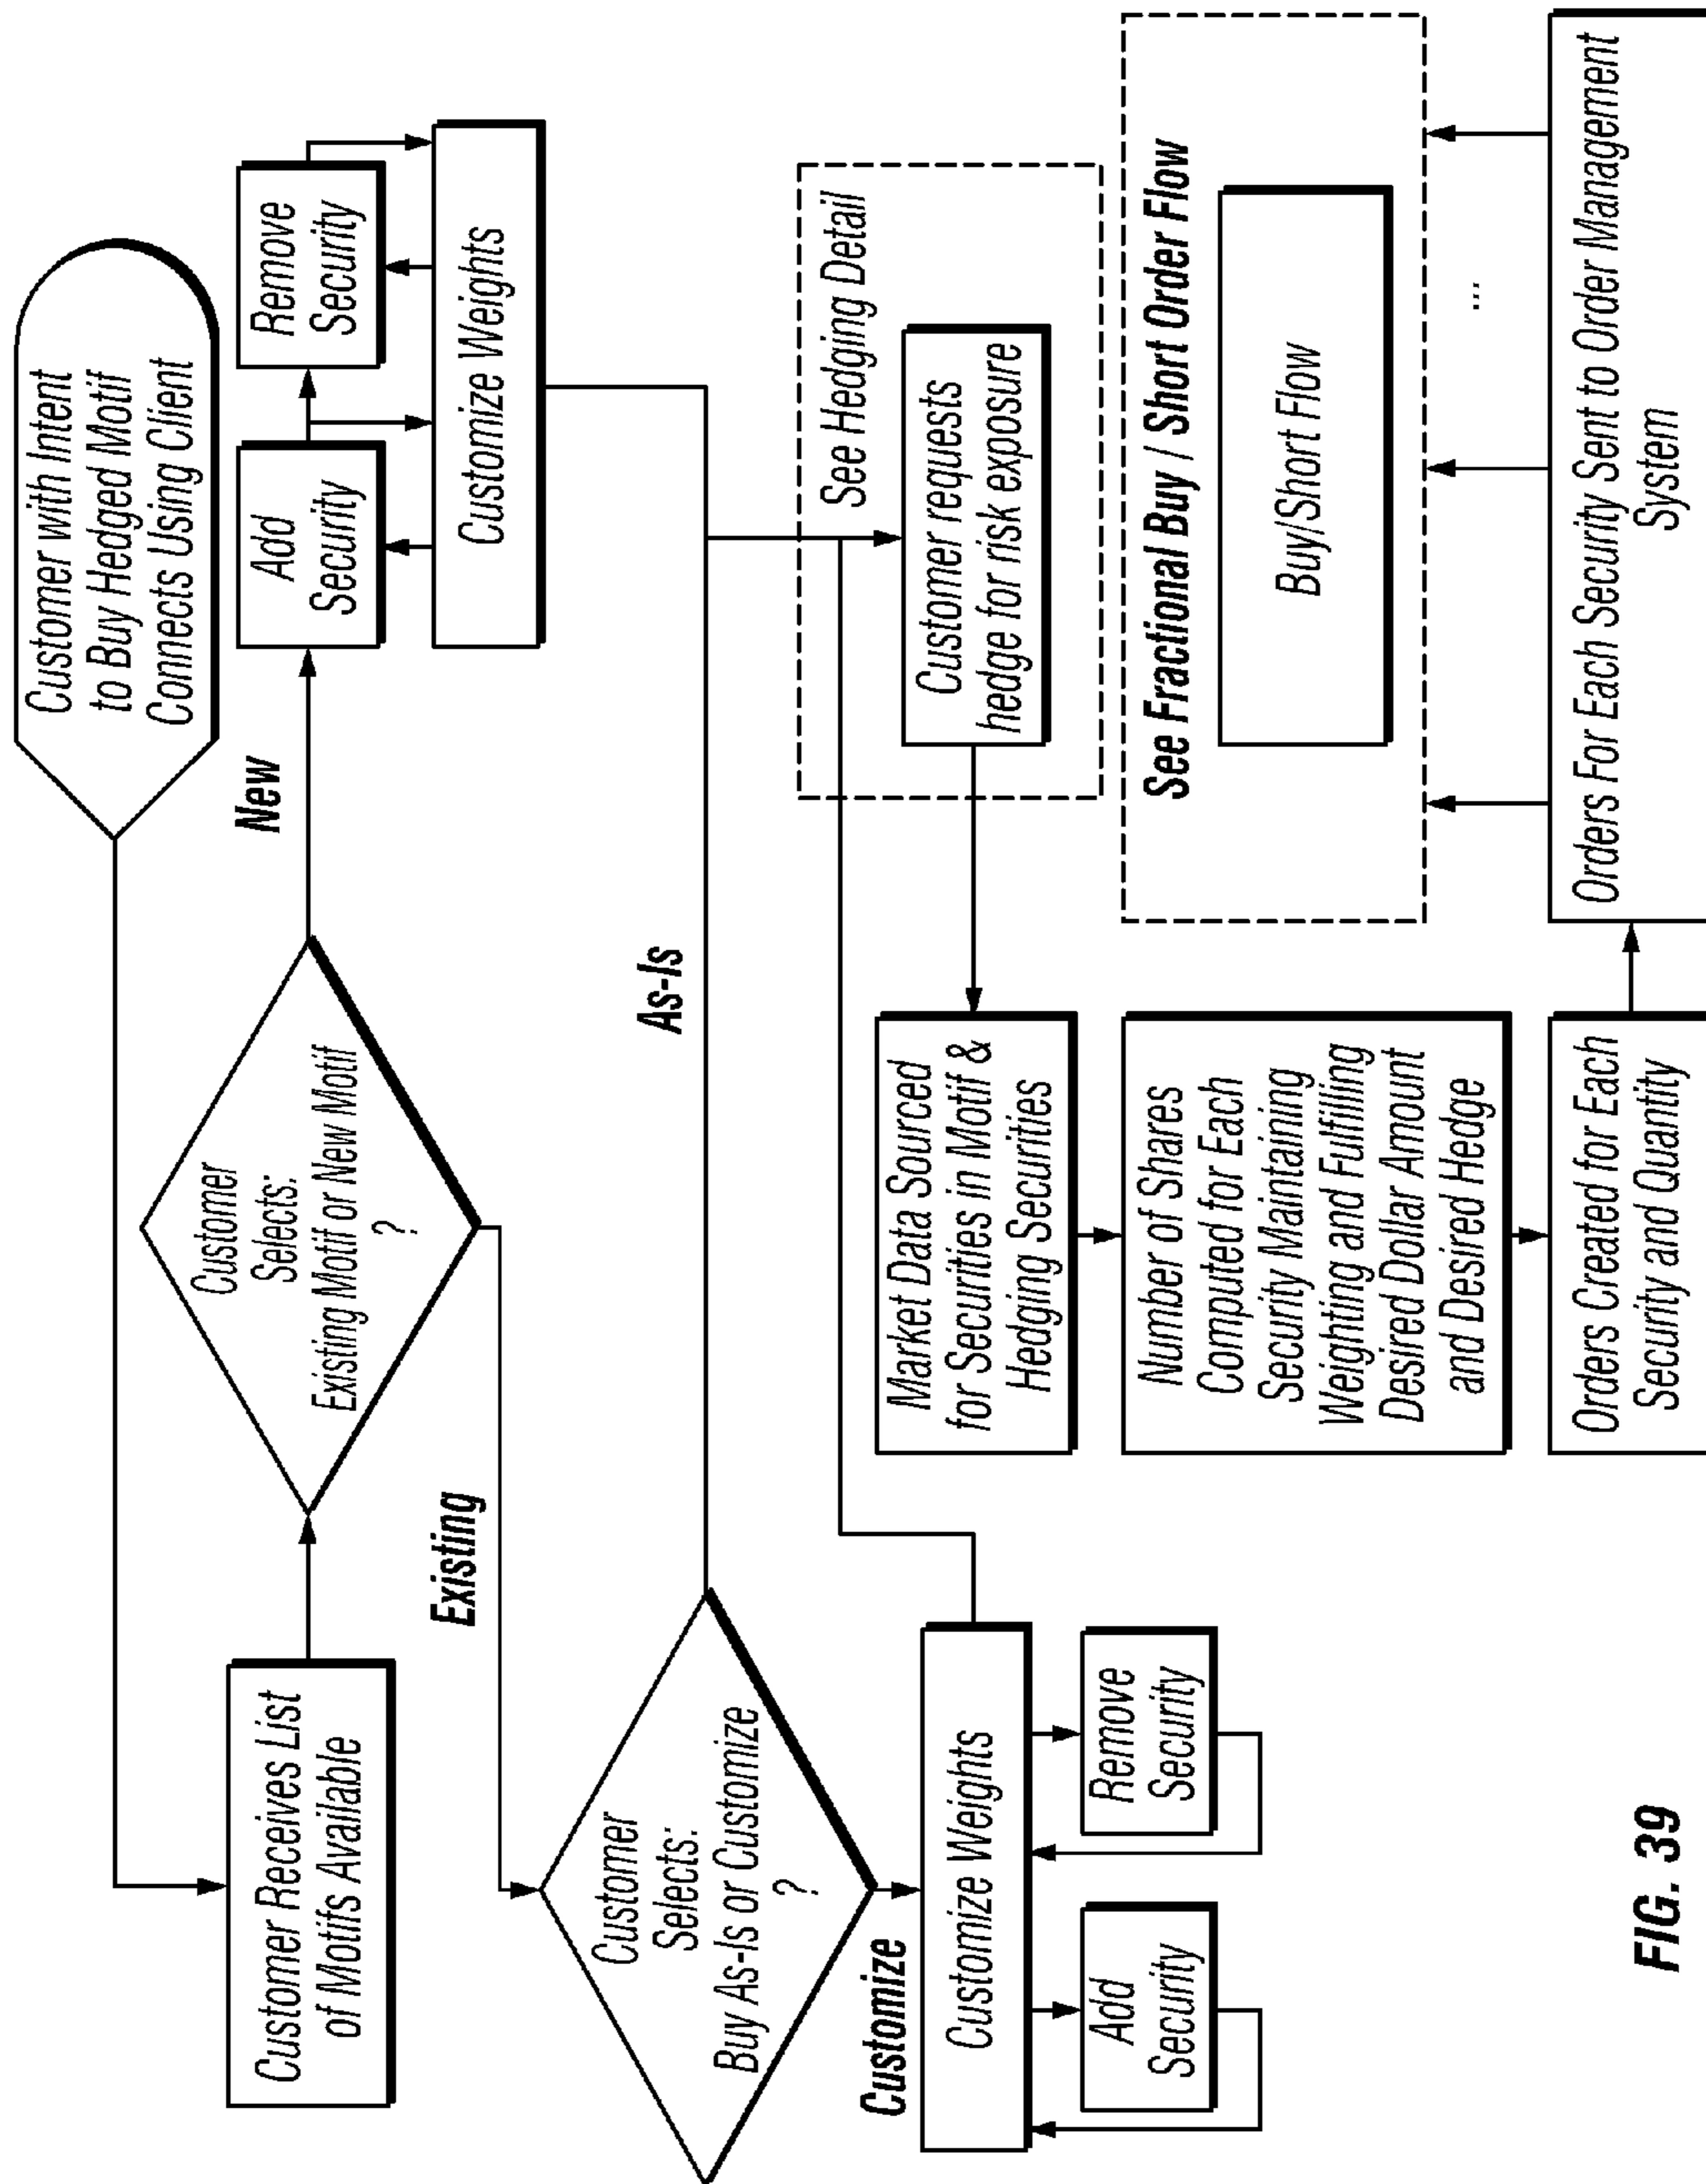 Customer with Intent
to Buy Hedged Motif
Connects Using Client
Customer Receives List
of Motifs Available
Customer
Selects:
Existing Motif or New Motif
?
New
Add
Security
Remove
Security
Customize Weights
Existing
Customer
Selects:
Buy As-Is or Customize
?
As-Is
Customize
Customize Weights
Add
Security
Remove
Security
See Hedging Detail
Customer requests
hedge for risk exposure
Market Data Sourced
for Securities in Motif &
Hedging Securities
Number of Shares
Computed for Each
Security Maintaining
Weighting and Fulfilling
Desired Dollar Amount
and Desired Hedge
See Fractional Buy / Short Order Flow
Buy/Short Flow
...
Orders Created for Each
Security and Quantity
Orders For Each Security Sent to Order Management
System
FIG. 39